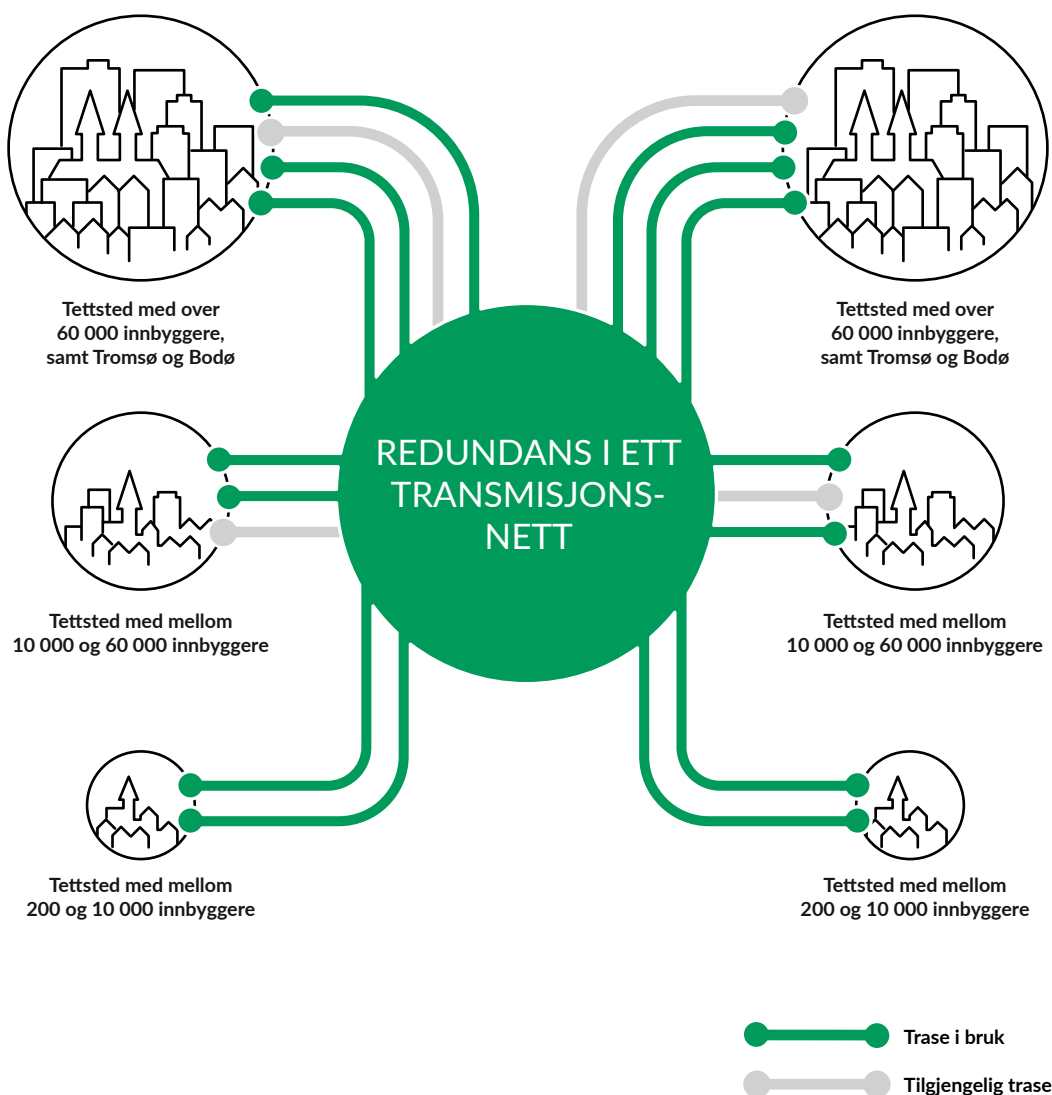 Tettsted med over
60 000 innbyggere,
samt Tromsø og Bodø
Tettsted med over
60 000 innbyggere,
samt Tromsø og Bodø
REDUNDANS I ETT
TRANSMISJONS-
NETT
Tettsted med mellom
10 000 og 60 000 innbyggere
Tettsted med mellom
10 000 og 60 000 innbyggere
Tettsted med mellom
200 og 10 000 innbyggere
Tettsted med mellom
200 og 10 000 innbyggere
Trase i bruk
Tilgjengelig trase